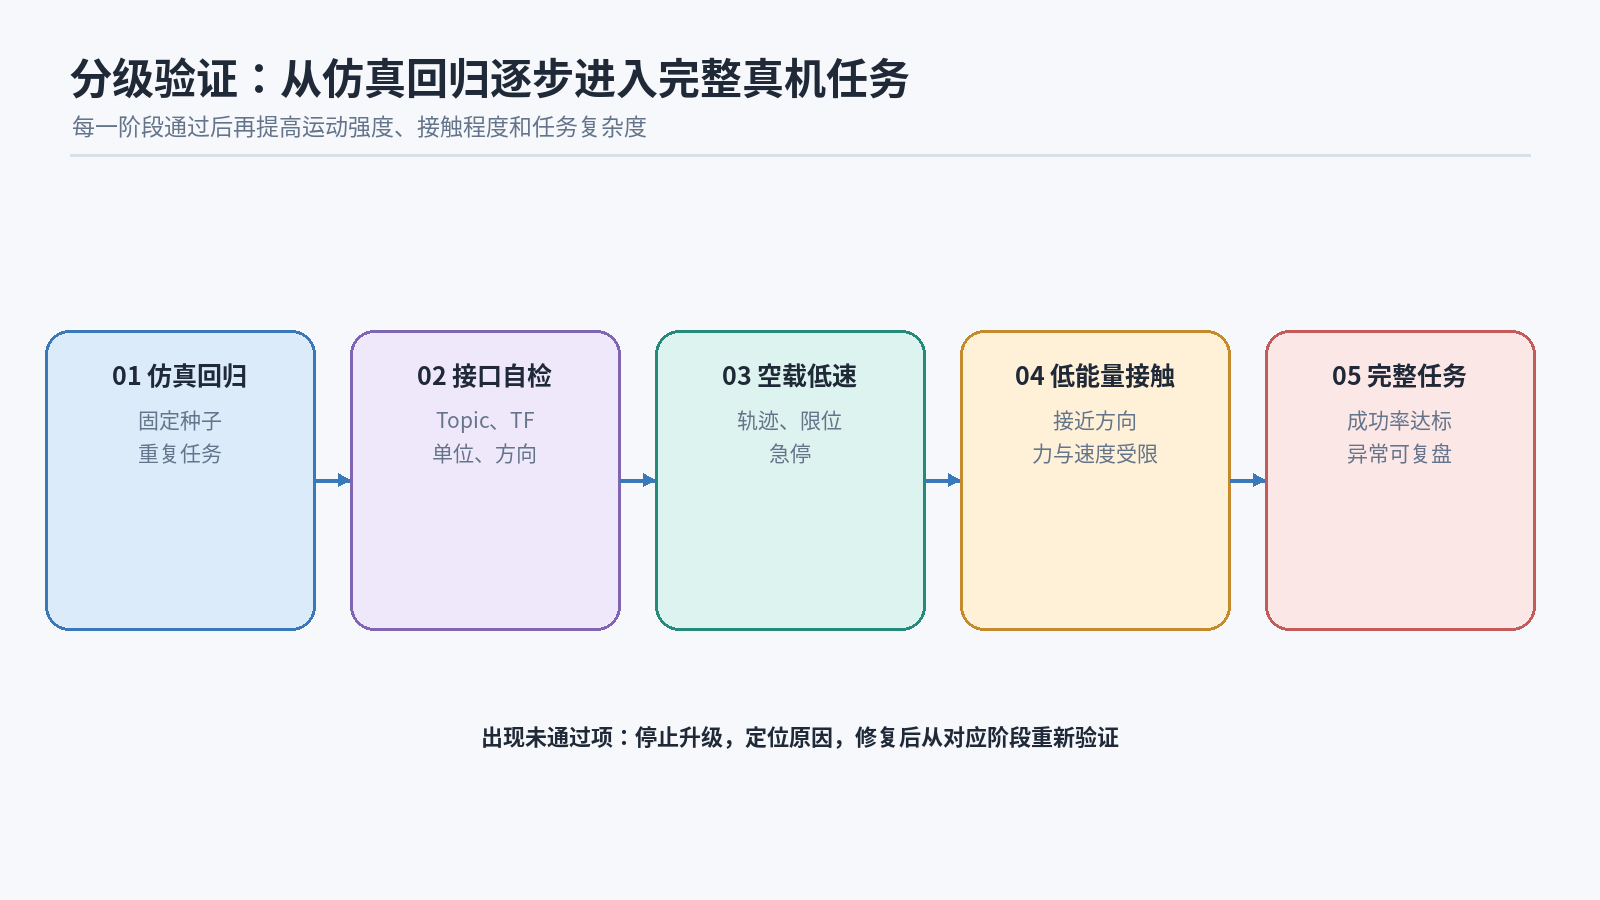 分级验证：从仿真回归逐步进入完整真机任务
每一阶段通过后再提高运动强度、接触程度和任务复杂度
01 仿真回归
固定种子
重复任务
02 接口自检
Topic、TF
单位、方向
03 空载低速
轨迹、限位
急停
04 低能量接触
接近方向
力与速度受限
05 完整任务
成功率达标
异常可复盘
出现未通过项：停止升级，定位原因，修复后从对应阶段重新验证